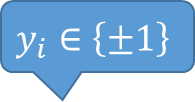 yᵢ ∈ {±1}